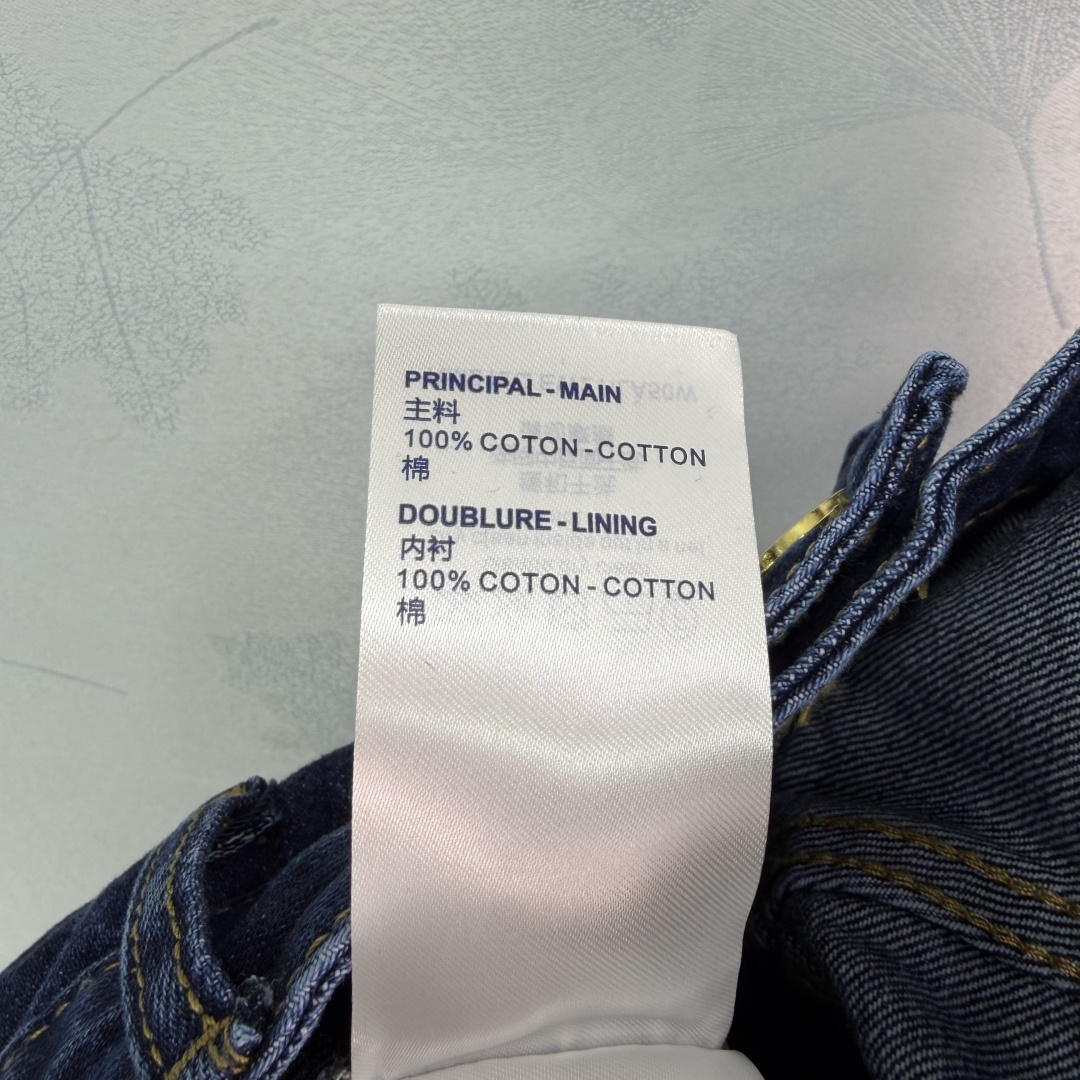 PRINCIPAL - MAIN
主料
100% COTON - COTTON
棉
DOUBLURE - LINING
内衬
100% COTON - COTTON
棉